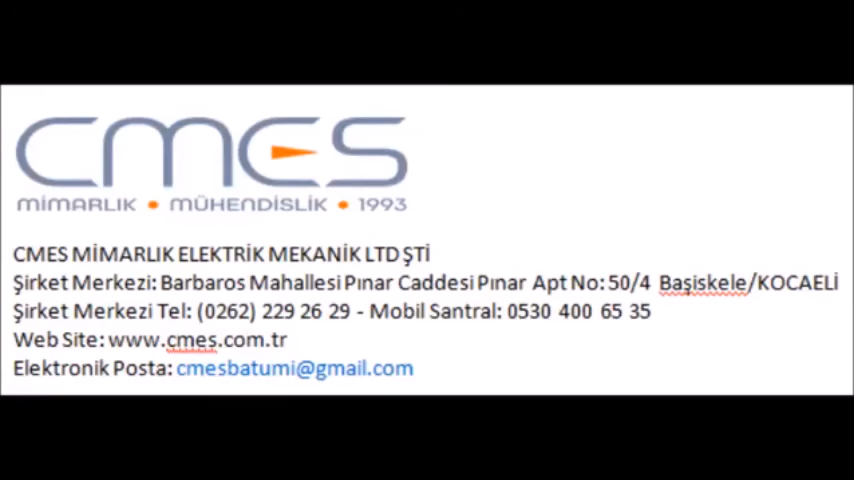 CMES
MİMARLIK • MÜHENDİSLİK • 1993
CMES MİMARLIK ELEKTRİK MEKANİK LTD ŞTİ
Şirket Merkezi: Barbaros Mahallesi Pınar Caddesi Pınar Apt No: 50/4 Başiskele/KOCAELİ
Şirket Merkezi Tel: (0262) 229 26 29 - Mobil Santral: 0530 400 65 35
Web Site: www.cmes.com.tr
Elektronik Posta: cmesbatumi@gmail.com